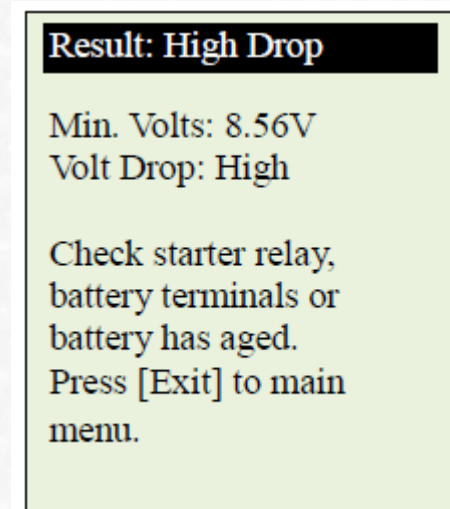 Result: High Drop
Min. Volts: 8.56V
Volt Drop: High
Check starter relay,
battery terminals or
battery has aged.
Press [Exit] to main
menu.